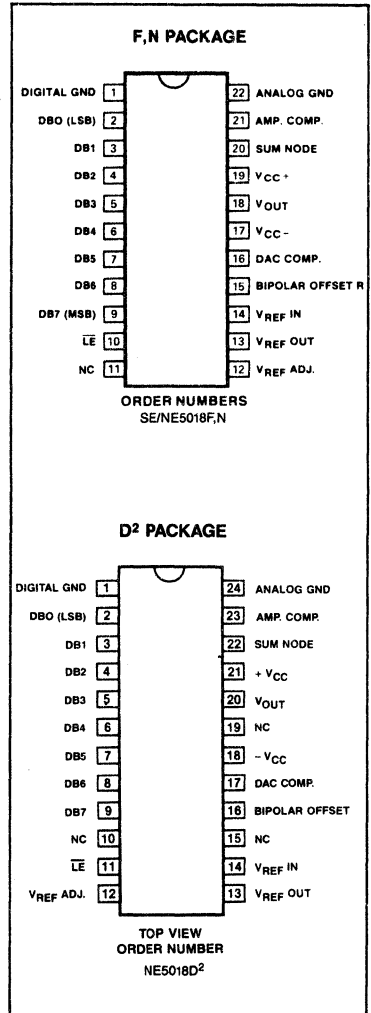 F,N PACKAGE
DIGITAL GND 1 22 ANALOG GND
DBO (LSB) 2 21 AMP. COMP.
DB1 3 20 SUM NODE
DB2 4 19 VCC +
DB3 5 18 VOUT
DB4 6 17 VCC -
DB5 7 16 DAC COMP.
DB6 8 15 BIPOLAR OFFSET R
DB7 (MSB) 9 14 VREF IN
LE 10 13 VREF OUT
NC 11 12 VREF ADJ.
ORDER NUMBERS
SE/NE5018F,N
D2 PACKAGE
DIGITAL GND 1 24 ANALOG GND
DBO (LSB) 2 23 AMP. COMP.
DB1 3 22 SUM NODE
DB2 4 21 + VCC
DB3 5 20 VOUT
DB4 6 19 NC
DB5 7 18 - VCC
DB6 8 17 DAC COMP.
DB7 9 16 BIPOLAR OFFSET
NC 10 15 NC
LE 11 14 VREF IN
VREF ADJ. 12 13 VREF OUT
TOP VIEW
ORDER NUMBER
NE5018D2